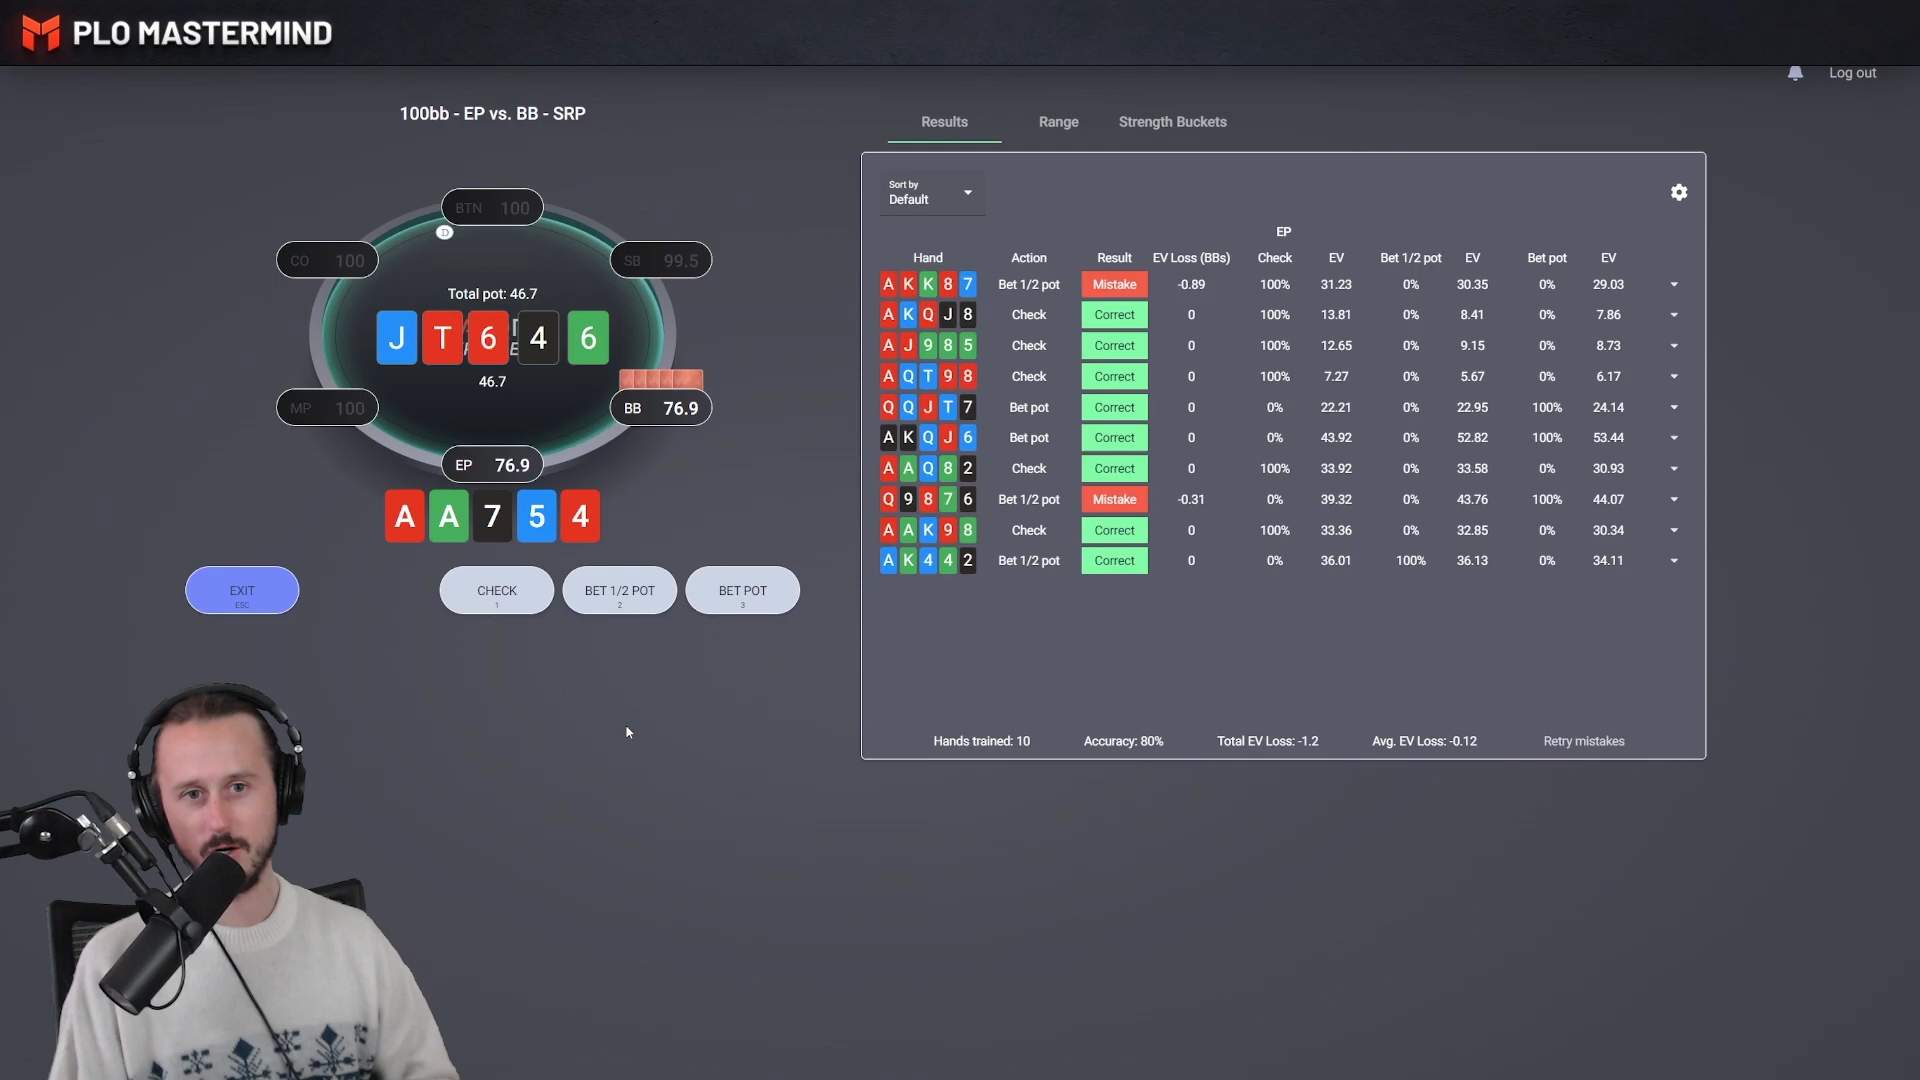 PLO MASTERMIND
Log out
100bb - EP vs. BB - SRP
Results Range Strength Buckets
BTN 100
D
CO 100
SB 99.5
Total pot: 46.7
J T 6 4 6
46.7
MP 100
BB 76.9
EP 76.9
A A 7 5 4
EXIT
ESC
CHECK
1
BET 1/2 POT
2
BET POT
3
Sort by
Default
EP
Hand Action Result EV Loss (BBs) Check EV Bet 1/2 pot EV Bet pot EV
A K K 8 7 Bet 1/2 pot Mistake -0.89 100% 31.23 0% 30.35 0% 29.03
A K Q J 8 Check Correct 0 100% 13.81 0% 8.41 0% 7.86
A J 9 8 5 Check Correct 0 100% 12.65 0% 9.15 0% 8.73
A Q T 9 8 Check Correct 0 100% 7.27 0% 5.67 0% 6.17
Q Q J T 7 Bet pot Correct 0 0% 22.21 0% 22.95 100% 24.14
A K Q J 6 Bet pot Correct 0 0% 43.92 0% 52.82 100% 53.44
A A Q 8 2 Check Correct 0 100% 33.92 0% 33.58 0% 30.93
Q 9 8 7 6 Bet 1/2 pot Mistake -0.31 0% 39.32 0% 43.76 100% 44.07
A A K 9 8 Check Correct 0 100% 33.36 0% 32.85 0% 30.34
A K 4 4 2 Bet 1/2 pot Correct 0 0% 36.01 100% 36.13 0% 34.11
Hands trained: 10 Accuracy: 80% Total EV Loss: -1.2 Avg. EV Loss: -0.12 Retry mistakes